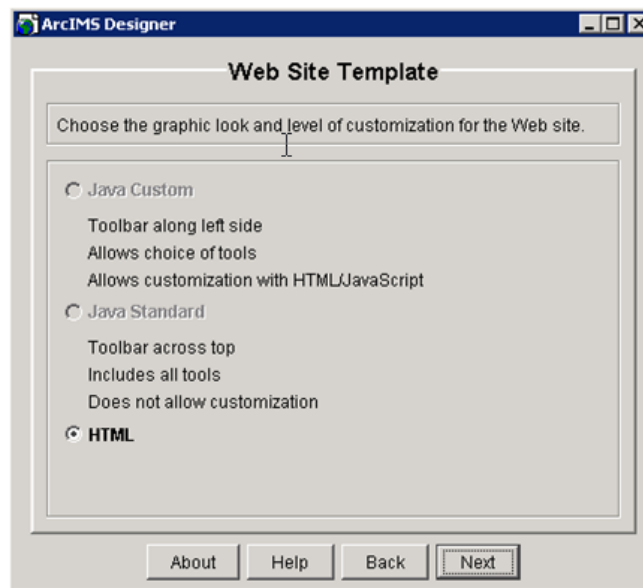 ArcIMS Designer
Web Site Template
Choose the graphic look and level of customization for the Web site.
Java Custom
Toolbar along left side
Allows choice of tools
Allows customization with HTML/JavaScript
Java Standard
Toolbar across top
Includes all tools
Does not allow customization
HTML
About Help Back Next